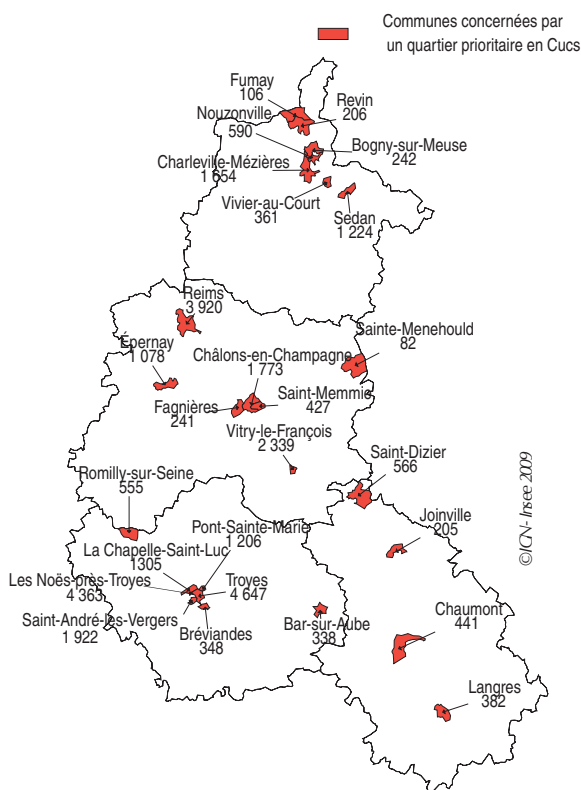 Communes concernées par
un quartier prioritaire en Cucs
Fumay
106
Revin
206
Nouzonville
590
Bogny-sur-Meuse
242
Charleville-Mézières
1 654
Vivier-au-Court
361
Sedan
1 224
Reims
3 920
Épernay
1 078
Sainte-Menehould
82
Châlons-en-Champagne
1 773
Saint-Memmie
427
Fagnières
241
Vitry-le-François
2 339
Saint-Dizier
566
Romilly-sur-Seine
555
Joinville
205
Pont-Sainte-Marie
1 206
La Chapelle-Saint-Luc
1305
Les Noës-près-Troyes
4 363
Troyes
4 647
Saint-André-les-Vergers
1 922
Bréviandes
348
Bar-sur-Aube
338
Chaumont
441
Langres
382
©ICN- Insee 2009